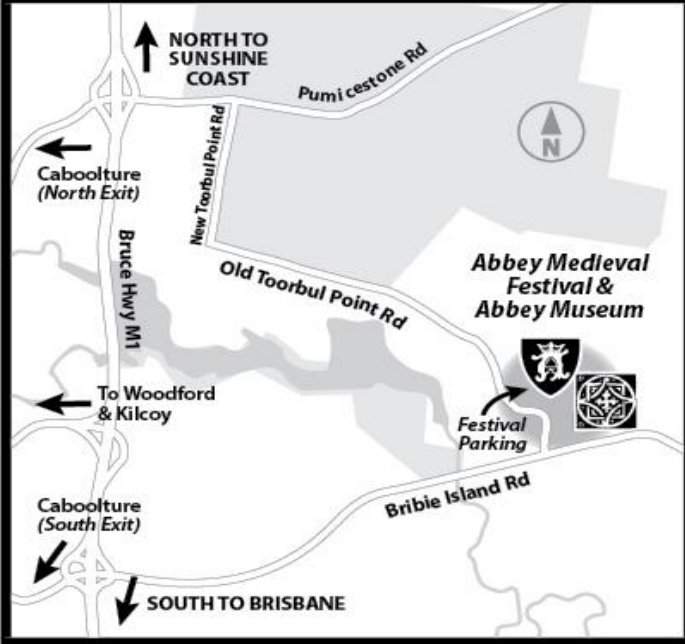 NORTH TO
SUNSHINE
COAST
Pumicestone Rd
N
Caboolture
(North Exit)
New Toorbul Point Rd
Bruce Hwy M1
Old Toorbul Point Rd
Abbey Medieval
Festival &
Abbey Museum
To Woodford
& Kilcoy
Festival
Parking
Bribie Island Rd
Caboolture
(South Exit)
SOUTH TO BRISBANE